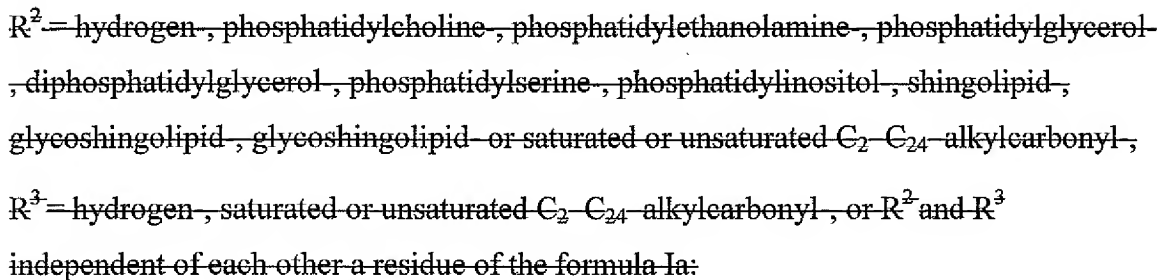 R² = hydrogen-, phosphatidylcholine-, phosphatidylethanolamine-, phosphatidylglycerol-
, diphosphatidylglycerol-, phosphatidylserine-, phosphatidylinositol-, shingolipid-,
glycoshingolipid-, glycoshingolipid- or saturated or unsaturated C₂-C₂₄-alkylcarbonyl-,
R³ = hydrogen-, saturated or unsaturated C₂-C₂₄-alkylcarbonyl-, or R² and R³
independent of each other a residue of the formula Ia: